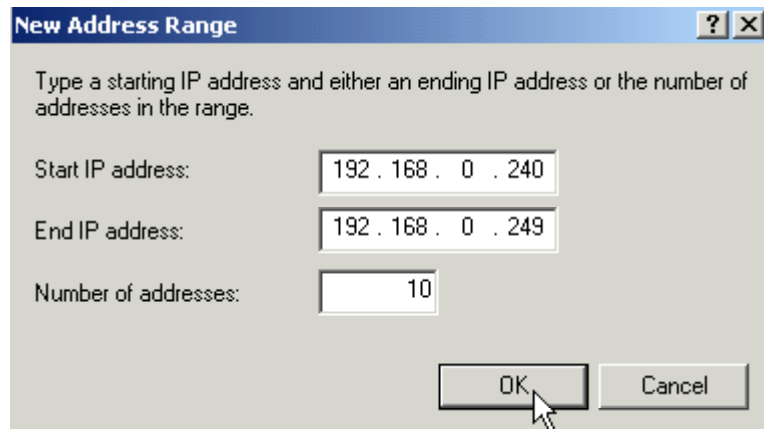 New Address Range
Type a starting IP address and either an ending IP address or the number of
addresses in the range.
Start IP address: 192 . 168 . 0 . 240
End IP address: 192 . 168 . 0 . 249
Number of addresses: 10
OK Cancel